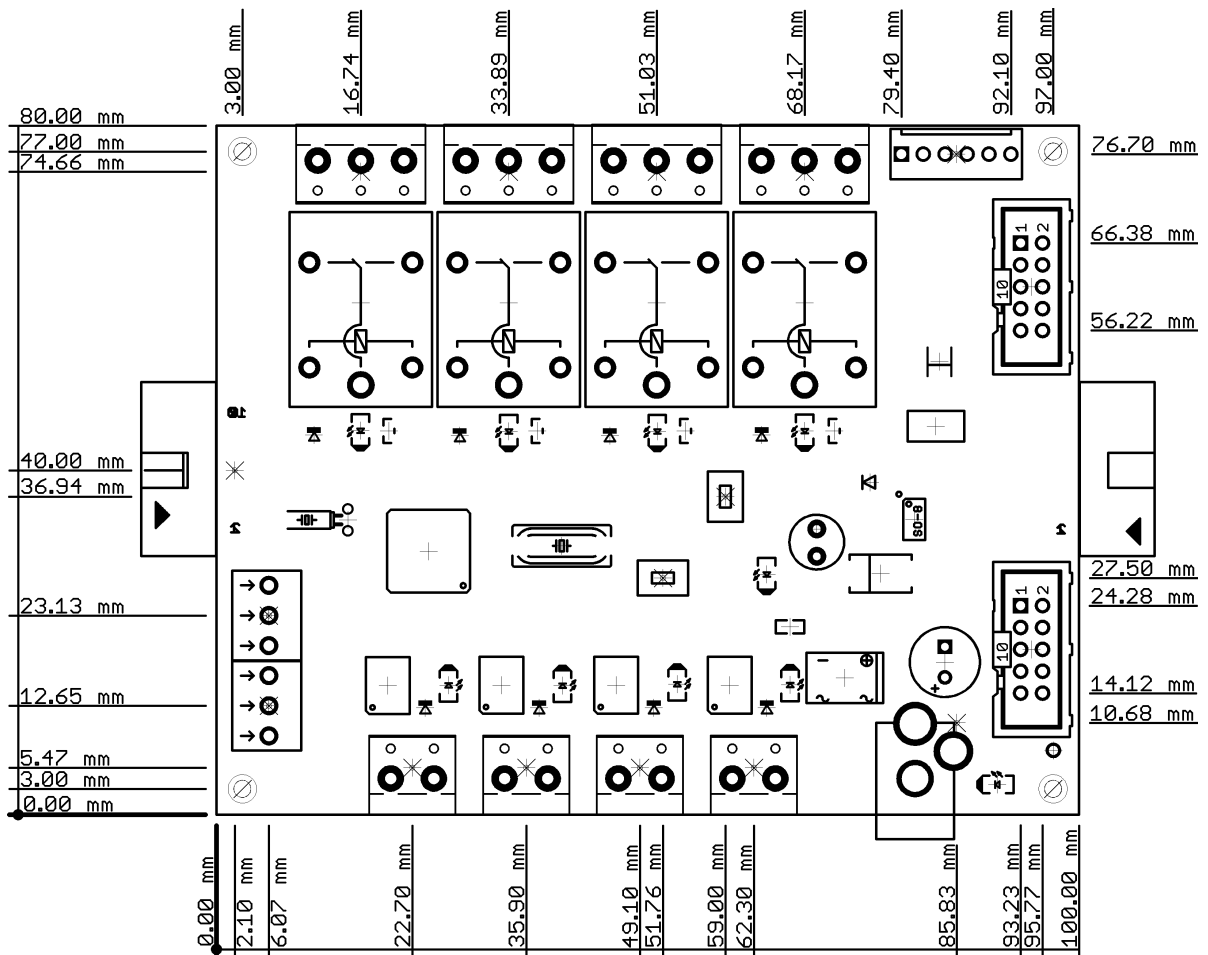 3.00 mm
16.74 mm
33.89 mm
51.03 mm
68.17 mm
79.40 mm
92.10 mm
97.00 mm
80.00 mm
77.00 mm
74.66 mm
76.70 mm
1 2
66.38 mm
10
56.22 mm
10
40.00 mm
36.94 mm
SO-8
2
2
27.50 mm
1 2
24.28 mm
23.13 mm
10
- +
14.12 mm
12.65 mm
+
10.68 mm
5.47 mm
3.00 mm
0.00 mm
0.00 mm
2.10 mm
6.07 mm
22.70 mm
35.90 mm
49.10 mm
51.76 mm
59.00 mm
62.30 mm
85.83 mm
93.23 mm
95.77 mm
100.00 mm